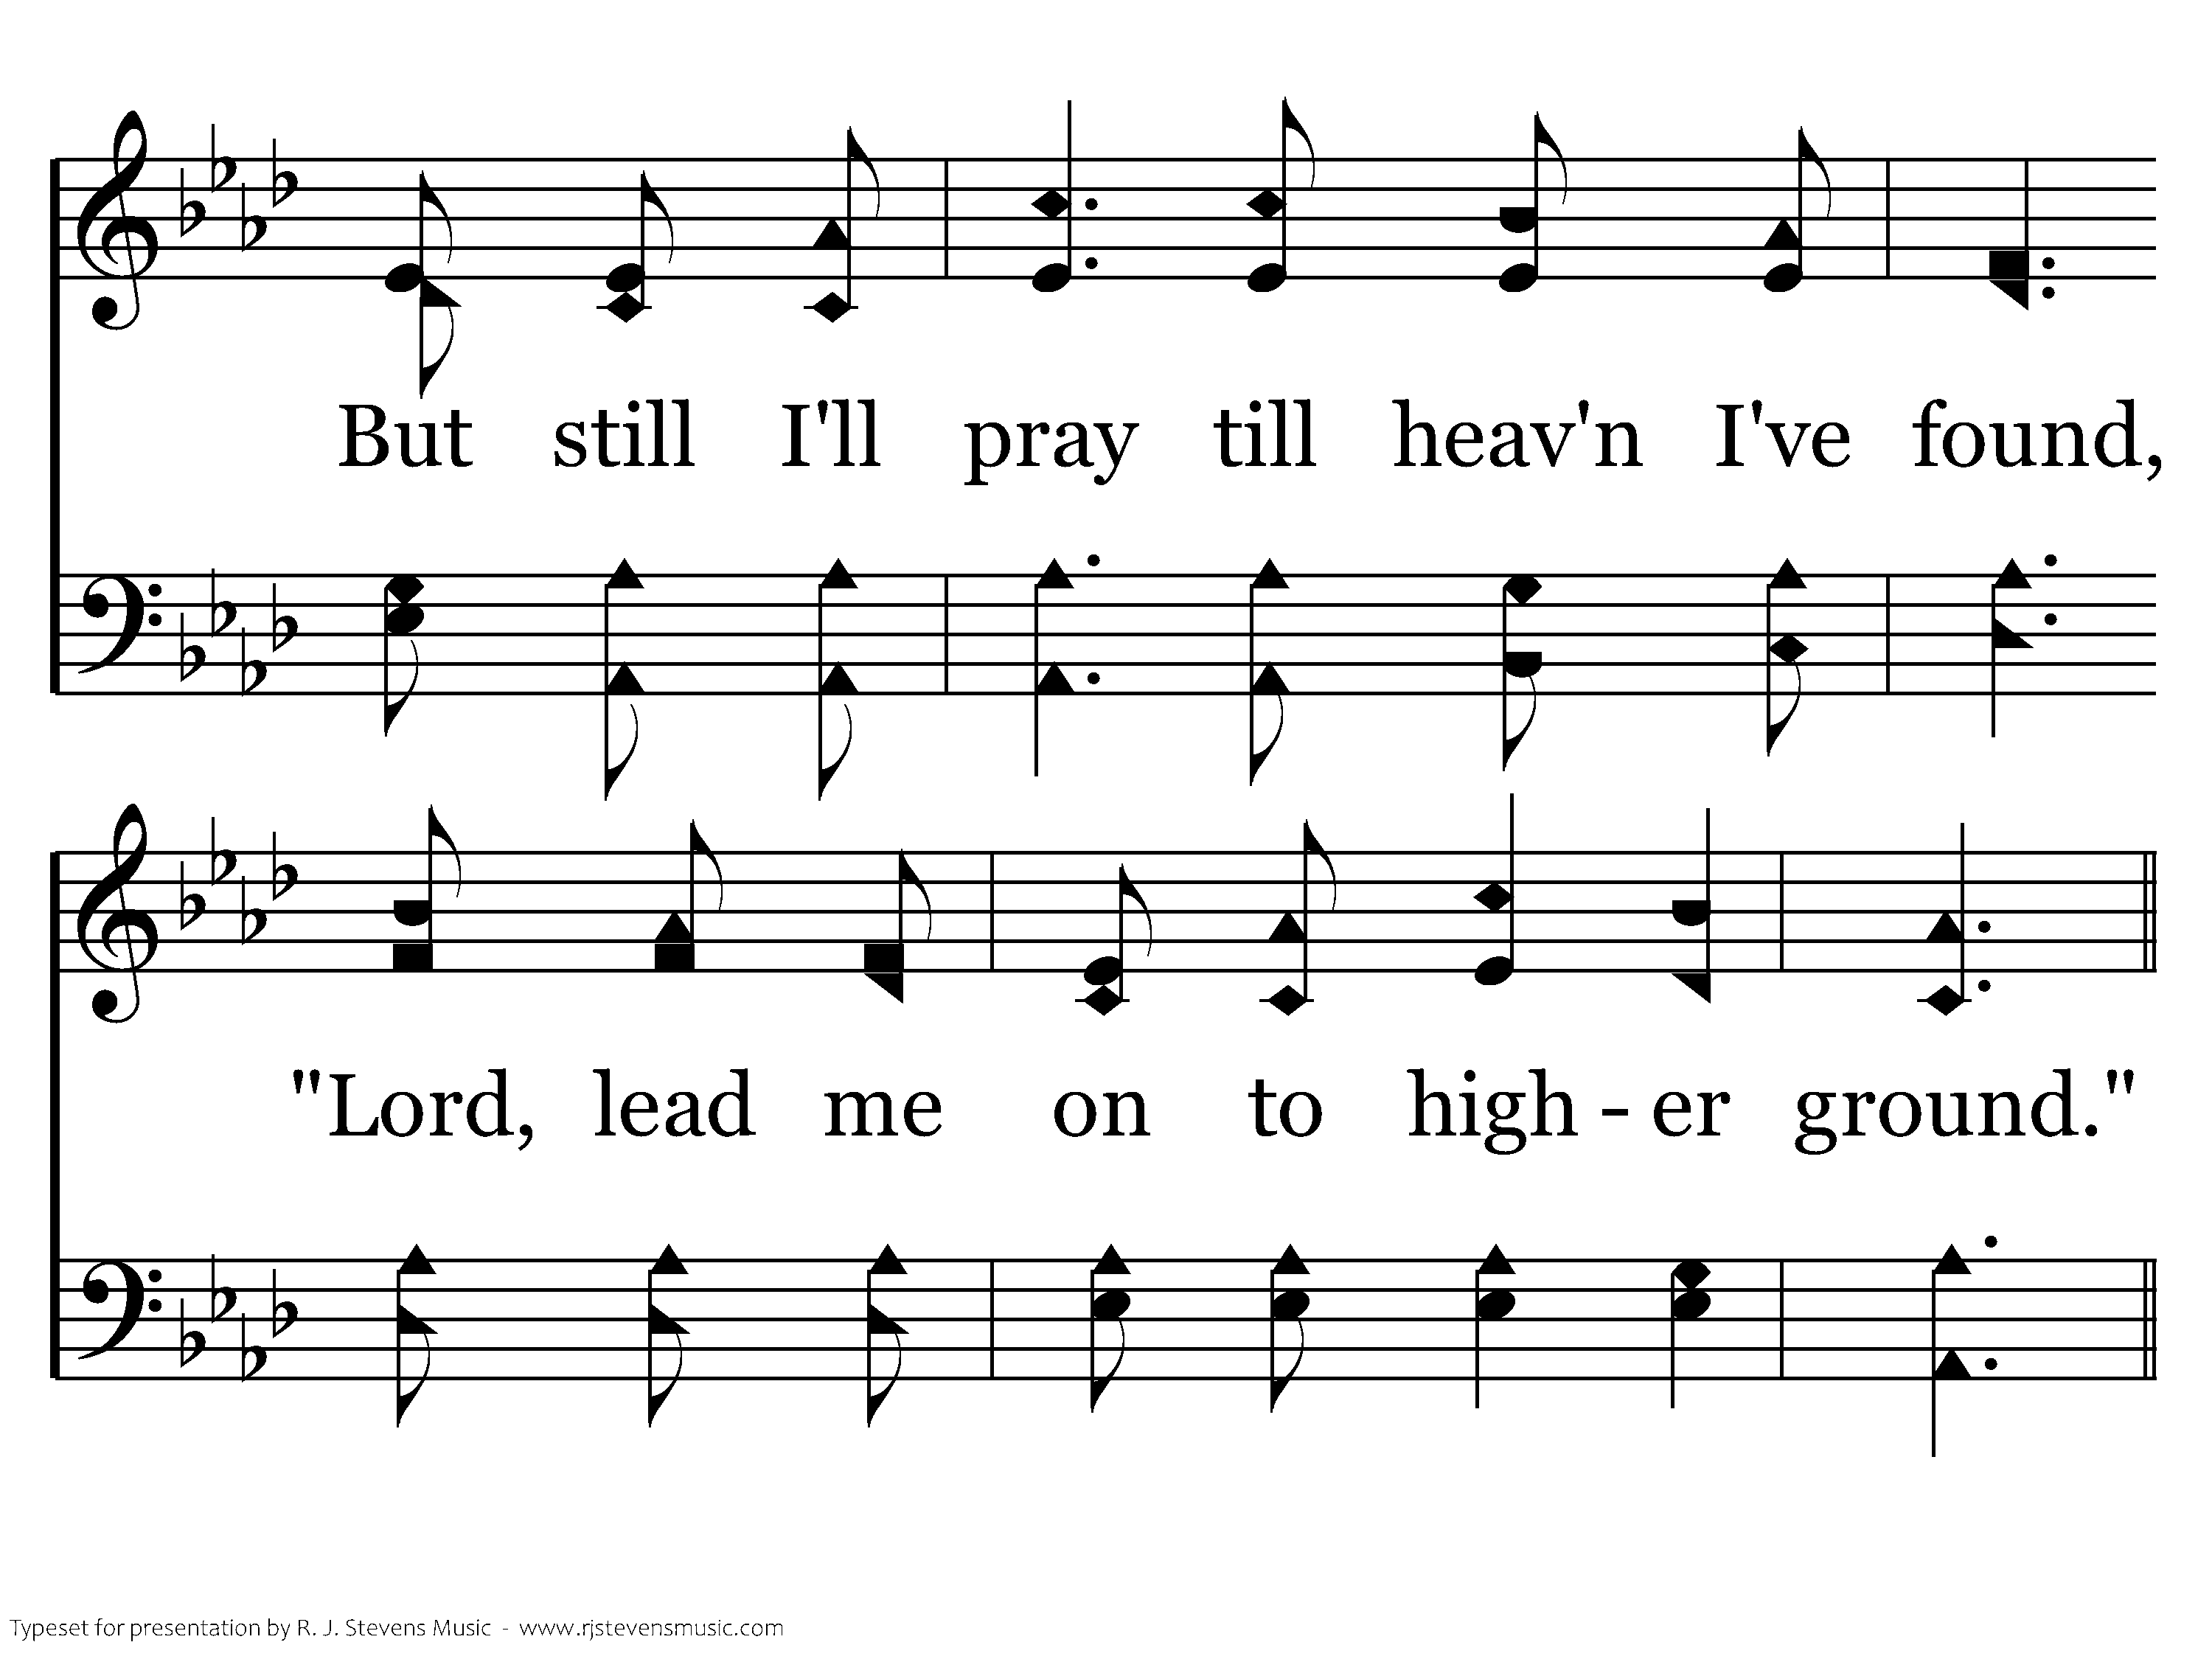 But still I'll pray till heav'n I've found,
"Lord, lead me on to high - er ground."
Typeset for presentation by R. J. Stevens Music - www.rjstevensmusic.com